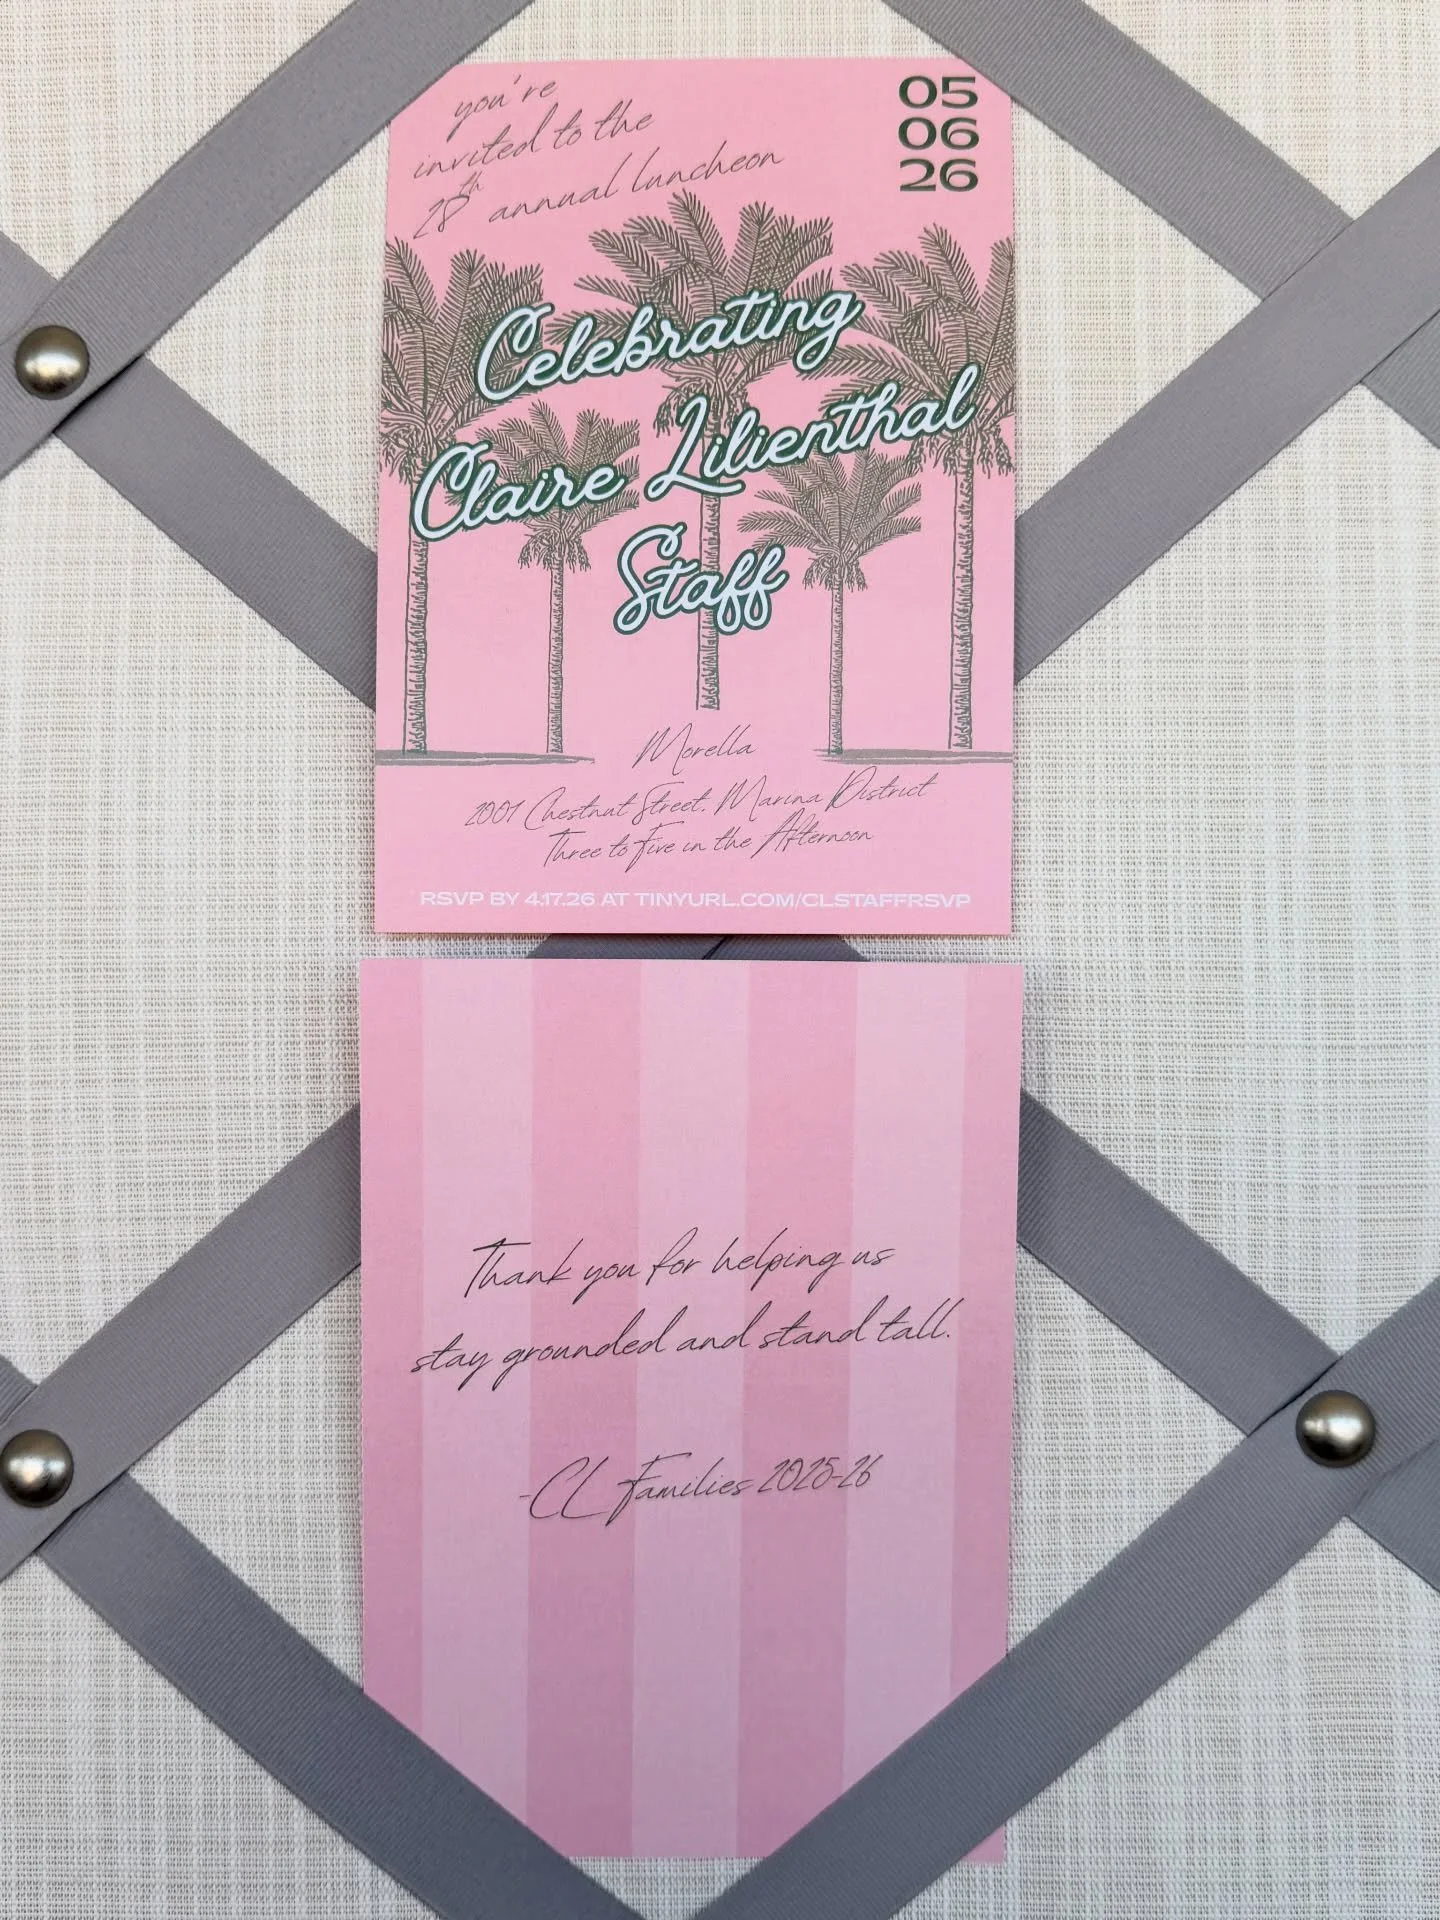 you're
invited to the
28th annual luncheon
05
06
26
Celebrating
Claire Lilienthal
Staff
Morella
2001 Chestnut Street, Marina District
Three to Five in the Afternoon
RSVP BY 4.17.26 AT TINYURL.COM/CLSTAFFRSVP
Thank you for helping us
stay grounded and stand tall.
-CL Families 2025-26